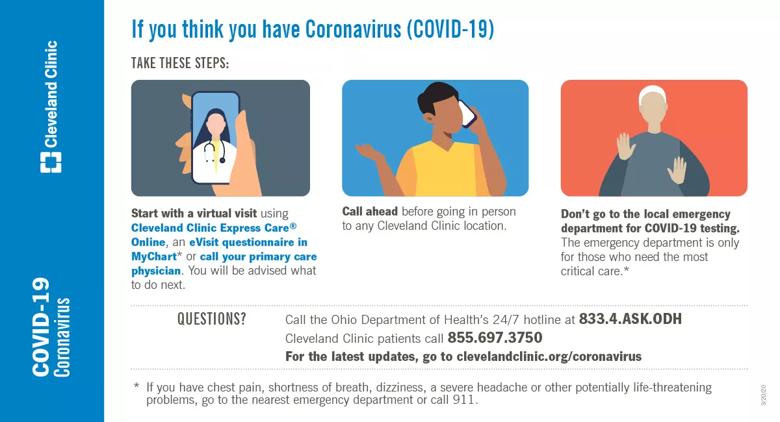 Cleveland Clinic
COVID-19
Coronavirus
If you think you have Coronavirus (COVID-19)
TAKE THESE STEPS:
Start with a virtual visit using
Cleveland Clinic Express Care®
Online, an eVisit questionnaire in
MyChart* or call your primary care
physician. You will be advised what
to do next.
Call ahead before going in person
to any Cleveland Clinic location.
Don't go to the local emergency
department for COVID-19 testing.
The emergency department is only
for those who need the most
critical care.*
QUESTIONS?
Call the Ohio Department of Health's 24/7 hotline at 833.4.ASK.ODH
Cleveland Clinic patients call 855.697.3750
For the latest updates, go to clevelandclinic.org/coronavirus
* If you have chest pain, shortness of breath, dizziness, a severe headache or other potentially life-threatening
problems, go to the nearest emergency department or call 911.
3/20/20